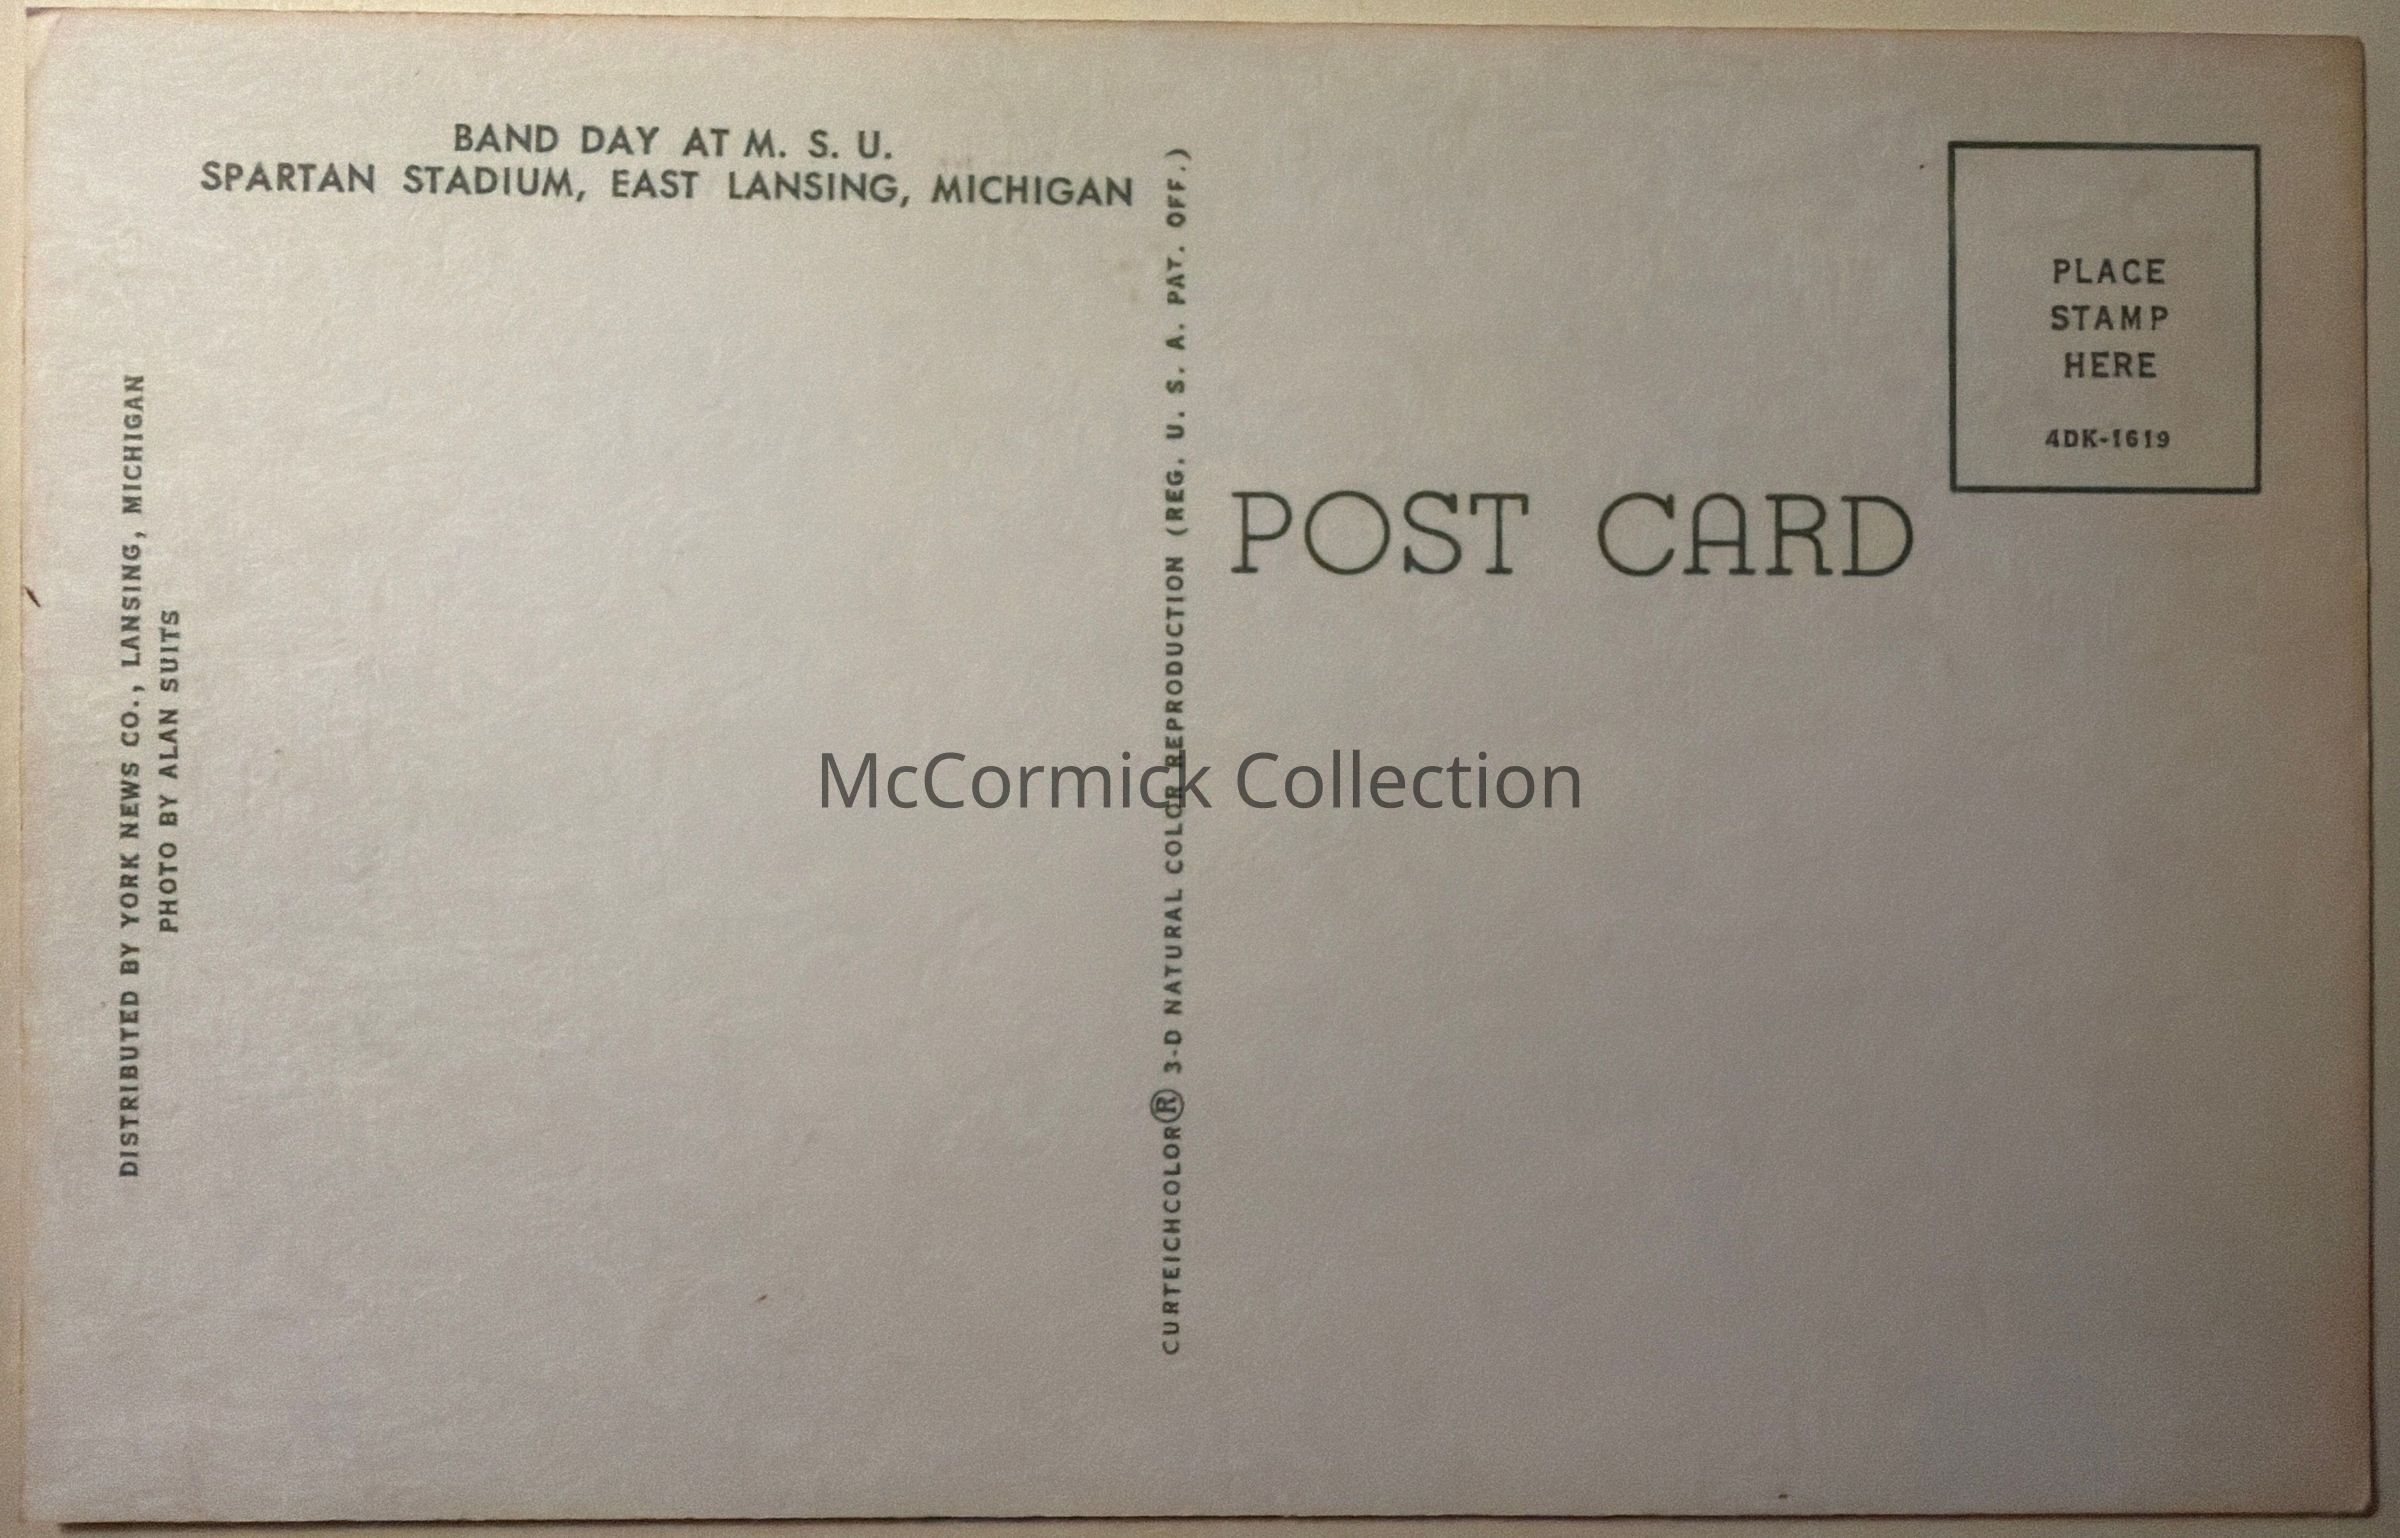 BAND DAY AT M. S. U.
SPARTAN STADIUM, EAST LANSING, MICHIGAN
DISTRIBUTED BY YORK NEWS CO., LANSING, MICHIGAN
PHOTO BY ALAN SUITS
CURTEICHCOLOR® 3-D NATURAL COLOR REPRODUCTION (REG. U. S. A. PAT. OFF.)
POST CARD
PLACE
STAMP
HERE
4DK-1619
McCormick Collection